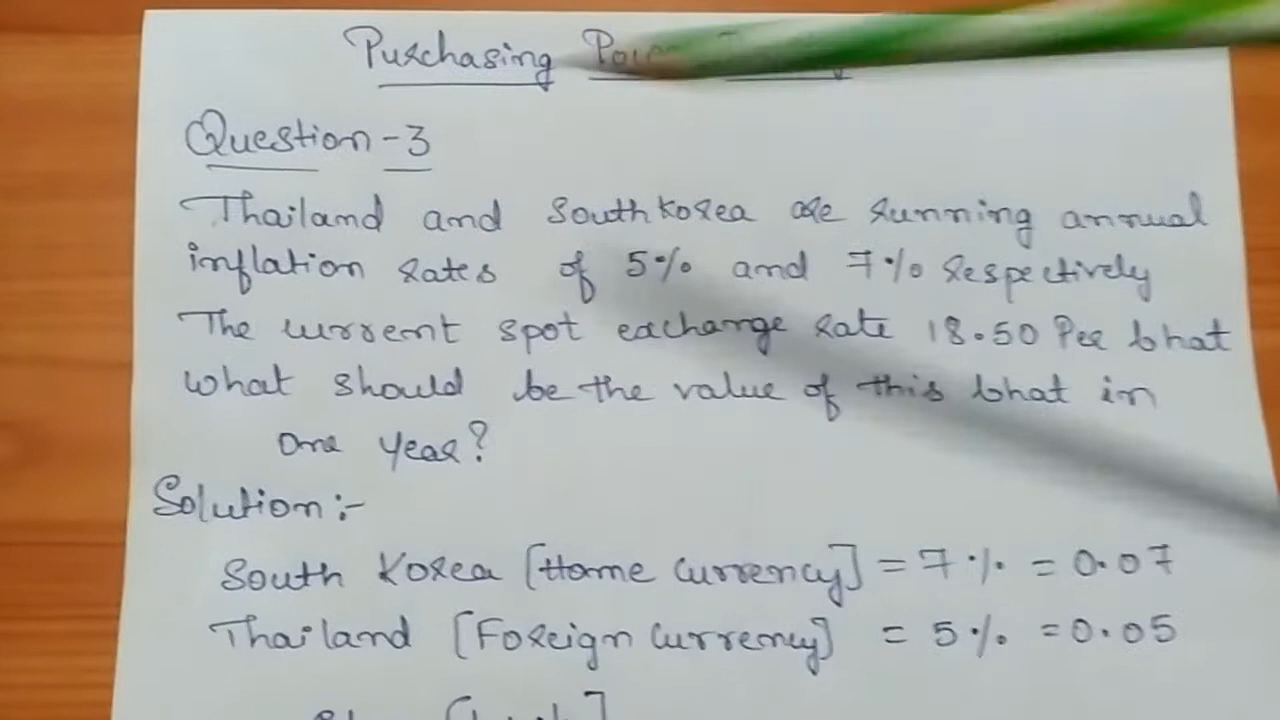 Purchasing
Question-3
Thailand and South Korea are running annual
inflation rates of 5% and 7% respectively
The current spot exchange rate 18.50 Per bhat
what should be the value of this bhat in
one year?
Solution:-
South Korea [Home Currency] = 7% = 0.07
Thailand [Foreign Currency] = 5% = 0.05